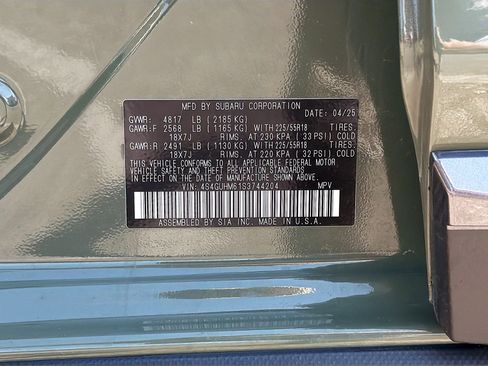 MFD BY SUBARU CORPORATION DATE: 04/25
GVWR: 4817 LB ( 2185 KG)
GAWR:F 2568 LB ( 1165 KG) WITH 225/55R18 TIRES.
18X7J RIMS. AT 230 KPA ( 33 PSI) COLD
GAWR:R 2491 LB ( 1130 KG) WITH 225/55R18 TIRES.
18X7J RIMS. AT 220 KPA ( 32 PSI) COLD
THIS VEHICLE CONFORMS TO ALL APPLICABLE FEDERAL MOTOR
VEHICLE SAFETY AND THEFT PREVENTION STANDARDS IN EFFECT
ON THE DATE OF MANUFACTURE SHOWN ABOVE.
VIN: 4S4GUHM61S3744204 MPV
ASSEMBLED BY SIA INC. MADE IN U.S.A.